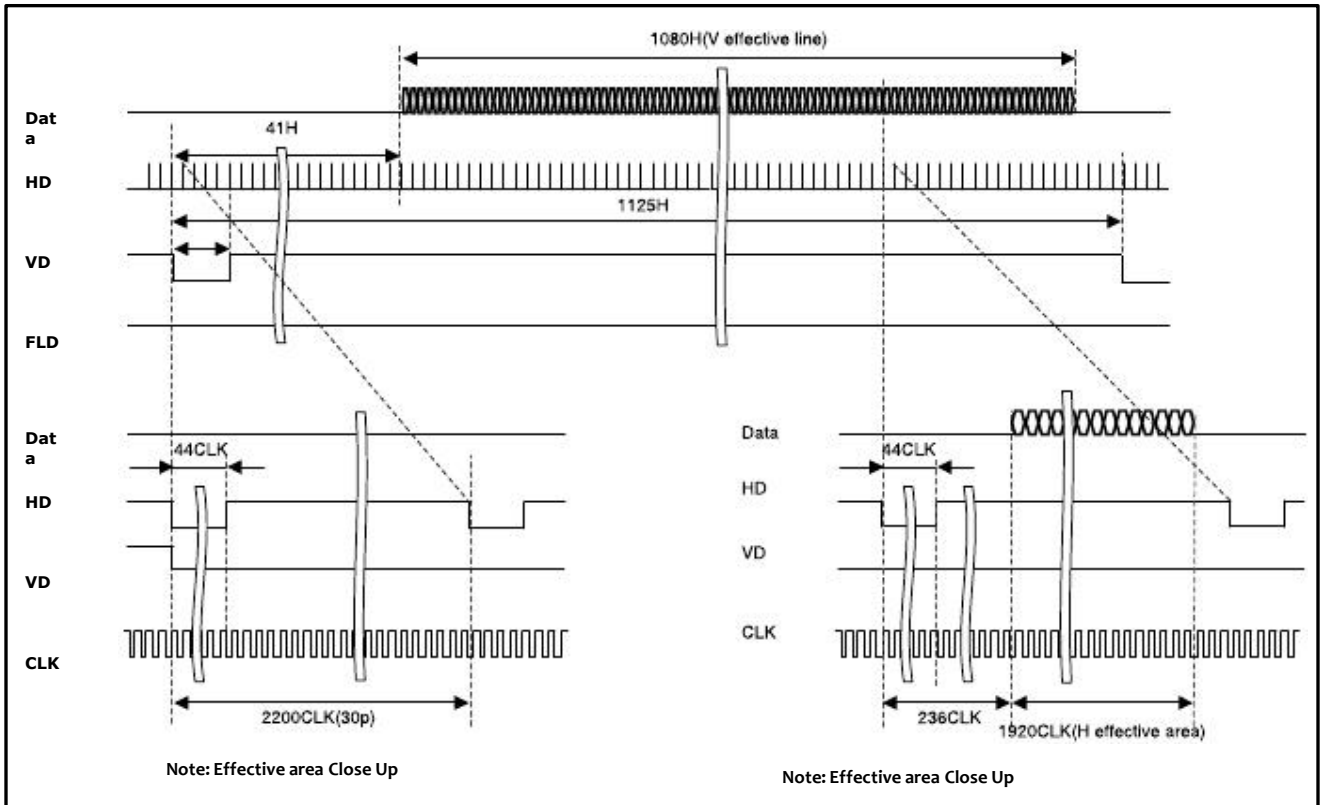 1080H(V effective line)
Dat
a
41H
HD
1125H
VD
FLD
Dat
a
44CLK
HD
VD
CLK
2200CLK(30p)
Note: Effective area Close Up
Data
44CLK
HD
VD
CLK
236CLK
1920CLK(H effective area)
Note: Effective area Close Up